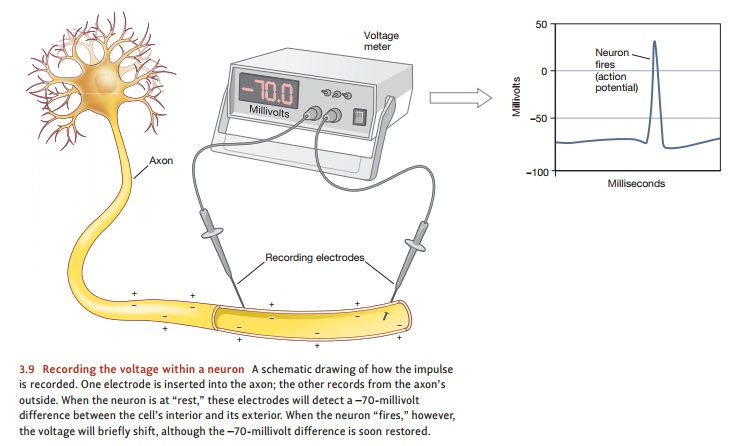 Voltage
meter
-70.0
Millivolts
Axon
Recording electrodes
+ + + +
– – – –
– – – –
+ + +
50
0
–50
–100
Millivolts
Neuron
fires
(action
potential)
Milliseconds
3.9 Recording the voltage within a neuron A schematic drawing of how the impulse
is recorded. One electrode is inserted into the axon; the other records from the axon’s
outside. When the neuron is at “rest,” these electrodes will detect a –70-millivolt
difference between the cell’s interior and its exterior. When the neuron “fires,” however,
the voltage will briefly shift, although the –70-millivolt difference is soon restored.